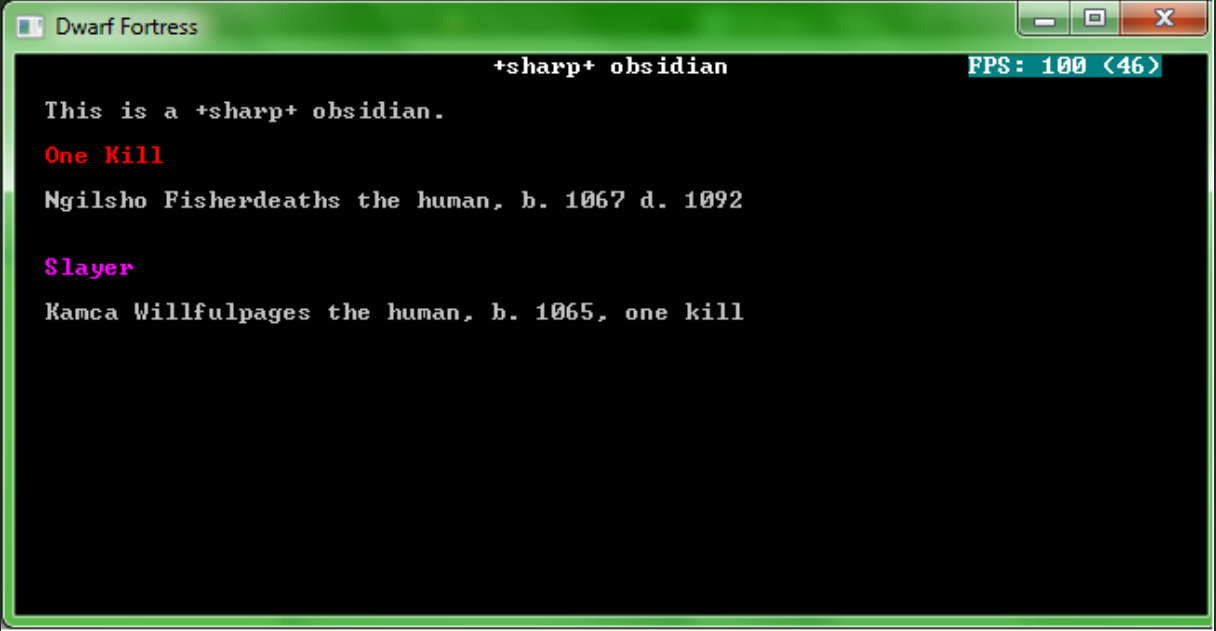 Dwarf Fortress
+sharp+ obsidian FPS: 100 (46)
This is a +sharp+ obsidian.
One Kill
Ngilsho Fisherdeaths the human, b. 1067 d. 1092
Slayer
Kamca Willfulpages the human, b. 1065, one kill